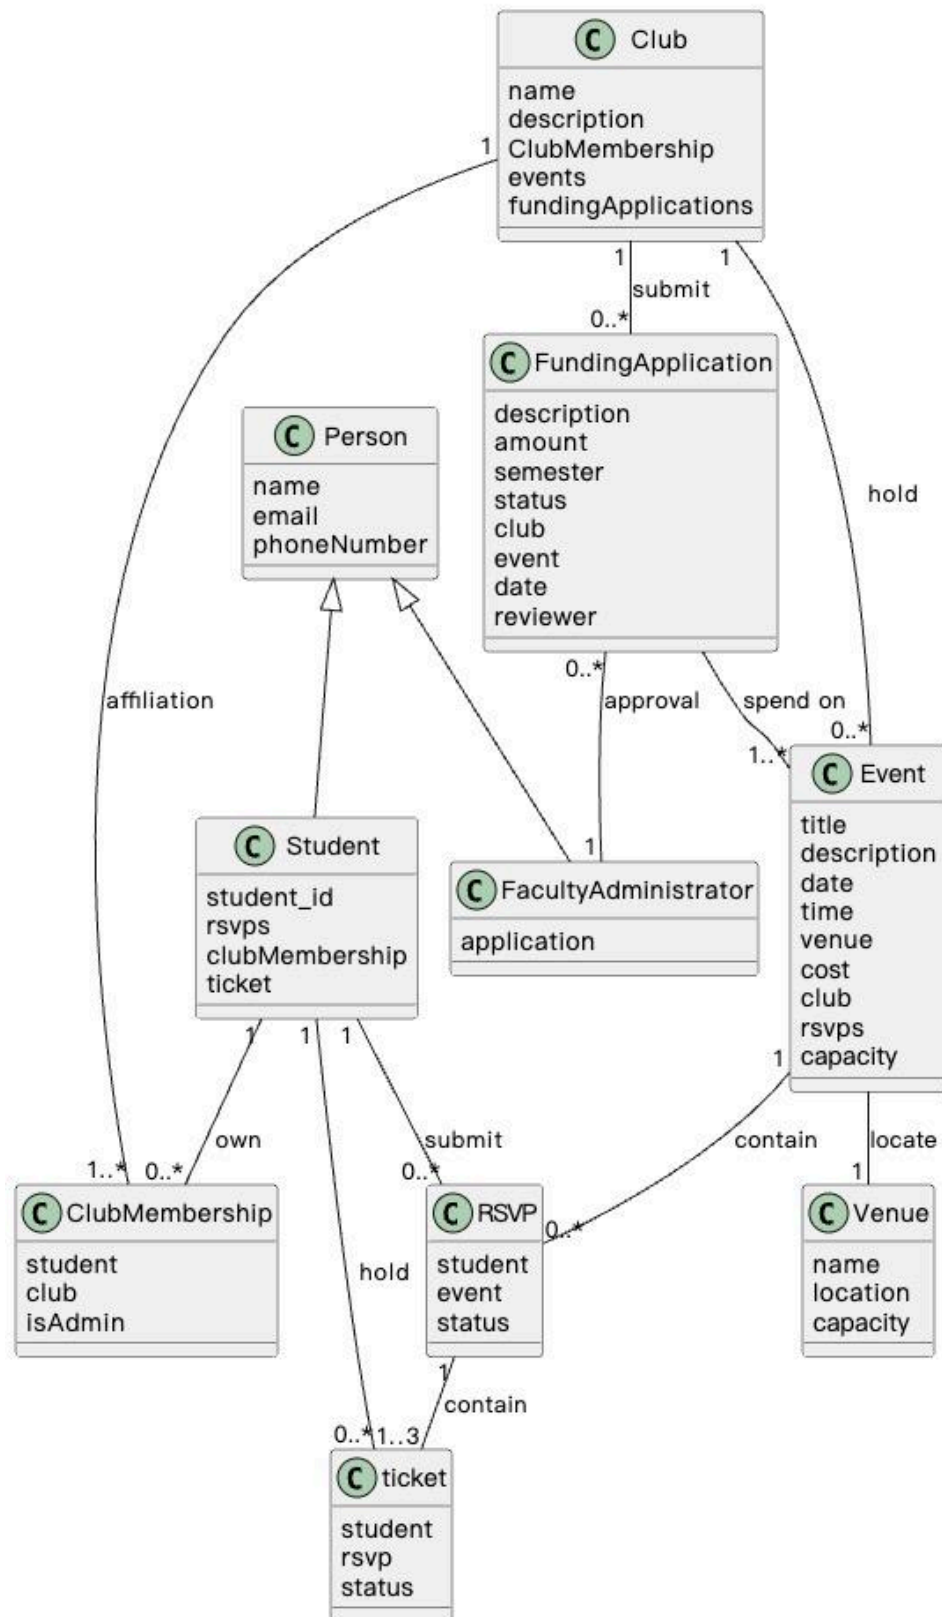 C Club
name
description
ClubMembership
events
fundingApplications
1
1
1
submit
0..*
C FundingApplication
description
amount
semester
status
club
event
date
reviewer
hold
C Person
name
email
phoneNumber
affiliation
0..*
approval
spend on
1..*
0..*
C Event
title
description
date
time
venue
cost
club
rsvps
capacity
C Student
student_id
rsvps
clubMembership
ticket
1
C FacultyAdministrator
application
1
1
1
1
own
submit
contain
locate
1..*
0..*
0..*
0..*
1
C ClubMembership
student
club
isAdmin
hold
C RSVP
student
event
status
C Venue
name
location
capacity
1
contain
0..*
1..3
C ticket
student
rsvp
status